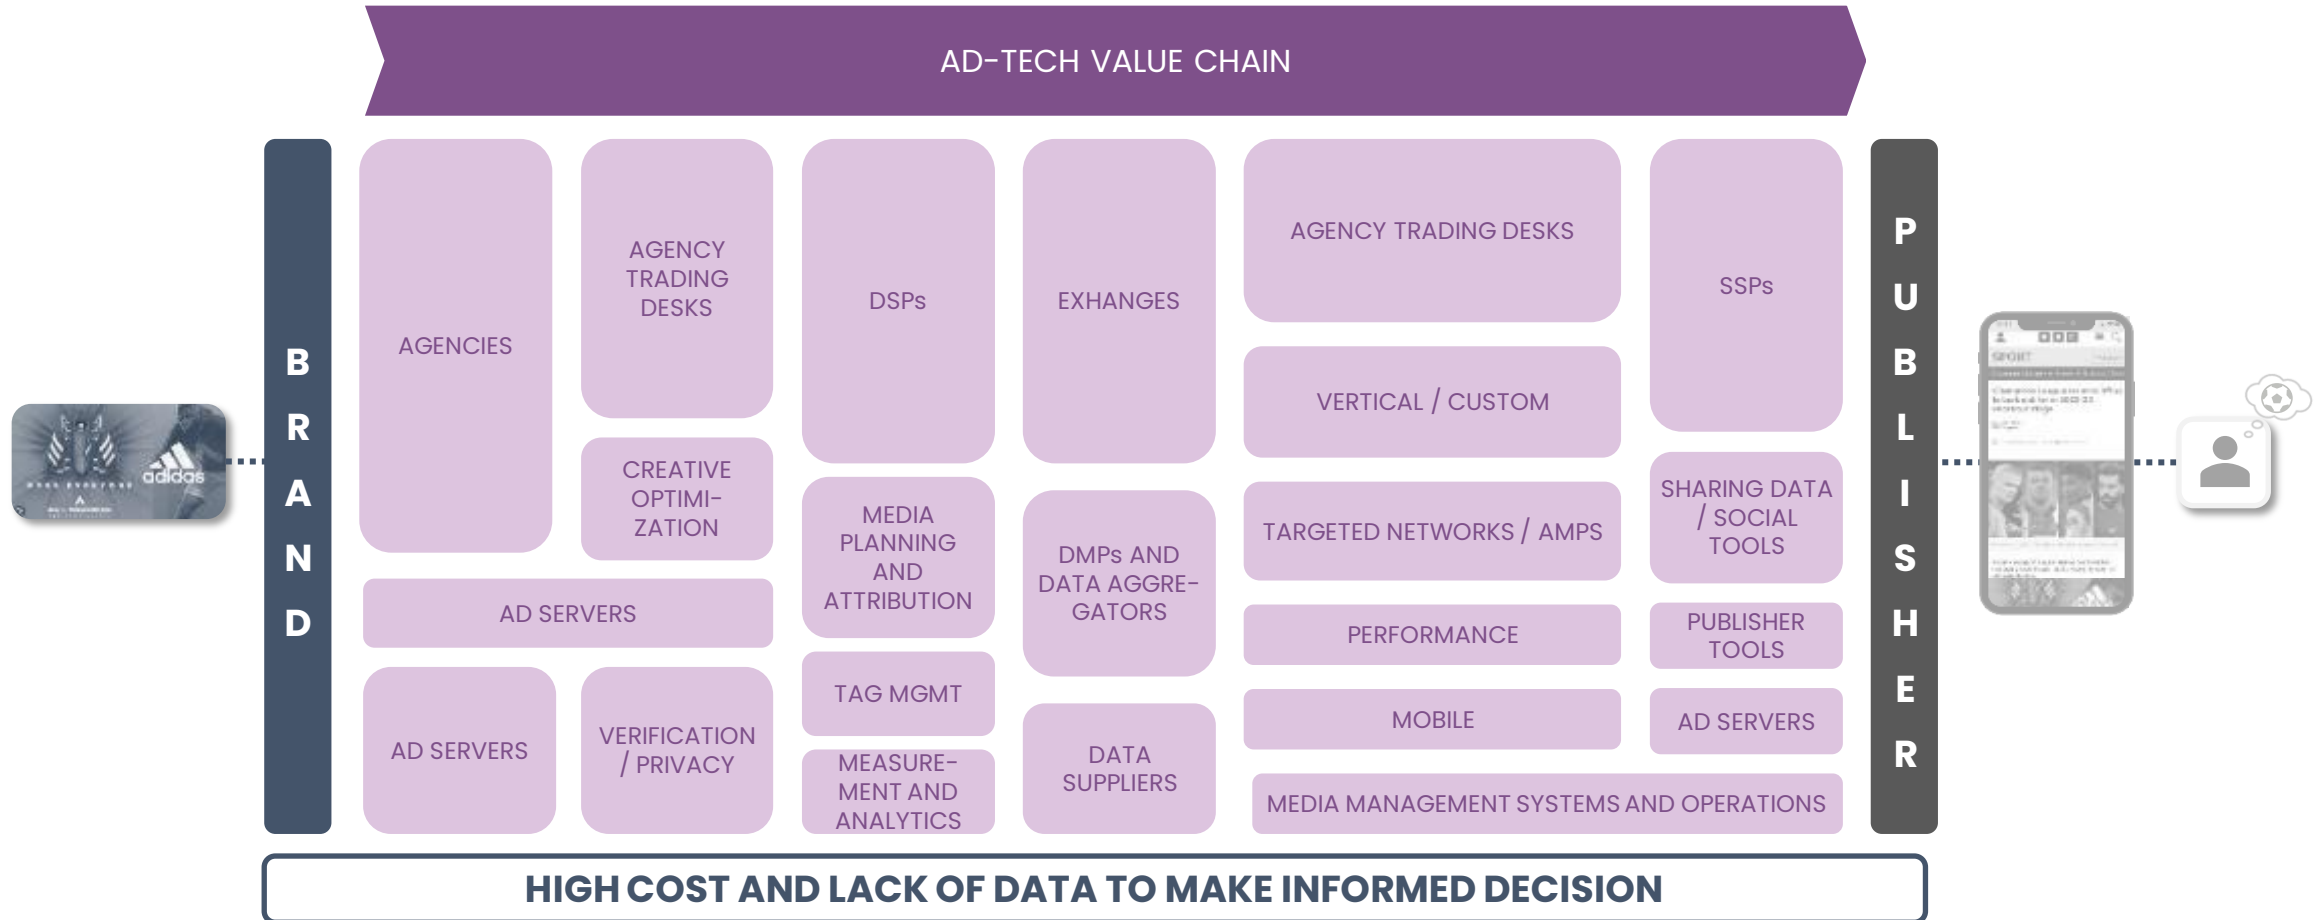 AD-TECH VALUE CHAIN
BRAND
AGENCIES
AGENCY
TRADING
DESKS
CREATIVE
OPTIMI-
ZATION
AD SERVERS
AD SERVERS
VERIFICATION
/ PRIVACY
DSPs
MEDIA
PLANNING
AND
ATTRIBUTION
TAG MGMT
MEASURE-
MENT AND
ANALYTICS
EXHANGES
DMPs AND
DATA AGGRE-
GATORS
DATA
SUPPLIERS
AGENCY TRADING DESKS
VERTICAL / CUSTOM
TARGETED NETWORKS / AMPS
PERFORMANCE
MOBILE
SSPs
SHARING DATA
/ SOCIAL
TOOLS
PUBLISHER
TOOLS
AD SERVERS
MEDIA MANAGEMENT SYSTEMS AND OPERATIONS
PUBLISHER
adidas
SPORT
HIGH COST AND LACK OF DATA TO MAKE INFORMED DECISION